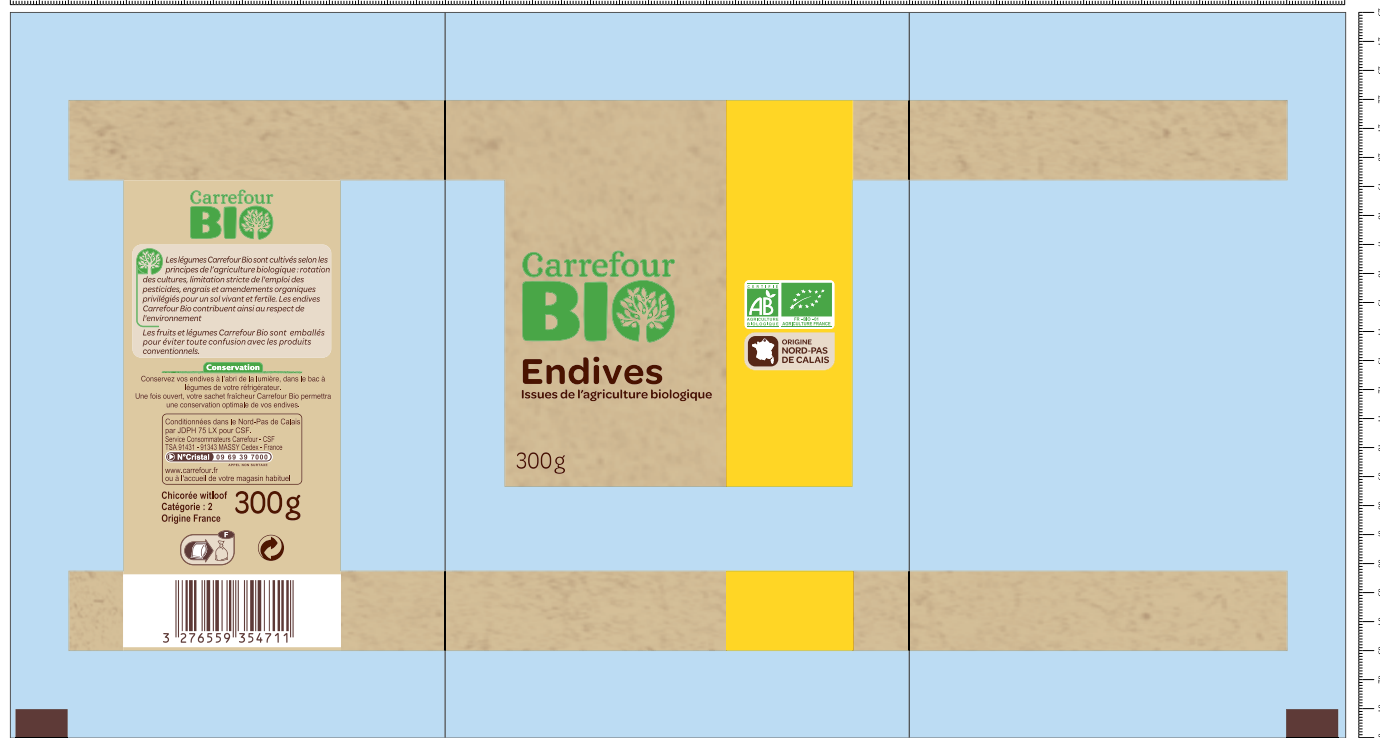 Carrefour
BIO
Les légumes Carrefour Bio sont cultivés selon les
principes de l'agriculture biologique : rotation
des cultures, limitation stricte de l'emploi des
pesticides, engrais et amendements organiques
privilégiés pour un sol vivant et fertile. Les endives
Carrefour Bio contribuent ainsi au respect de
l'environnement
Les fruits et légumes Carrefour Bio sont emballés
pour éviter toute confusion avec les produits
conventionnels.
Conservation
Conservez vos endives à l'abri de la lumière, dans le bac à
légumes de votre réfrigérateur.
Une fois ouvert, votre sachet fraîcheur Carrefour Bio permettra
une conservation optimale de vos endives.
Conditionnées dans le Nord-Pas de Calais
par JDPH 75 LX pour CSF.
Service Consommateurs Carrefour - CSF
TSA 91431 - 91343 MASSY Cedex - France
N°Cristal 09 69 39 7000
APPEL NON SURTAXÉ
www.carrefour.fr
ou à l'accueil de votre magasin habituel
Chicorée witloof
Catégorie : 2
Origine France
300g
F
3 276559 354711
Carrefour
BIO
Endives
Issues de l'agriculture biologique
300g
CERTIFIÉ
AB
AGRICULTURE
BIOLOGIQUE
FR-BIO-01
AGRICULTURE FRANCE
ORIGINE
NORD-PAS
DE CALAIS